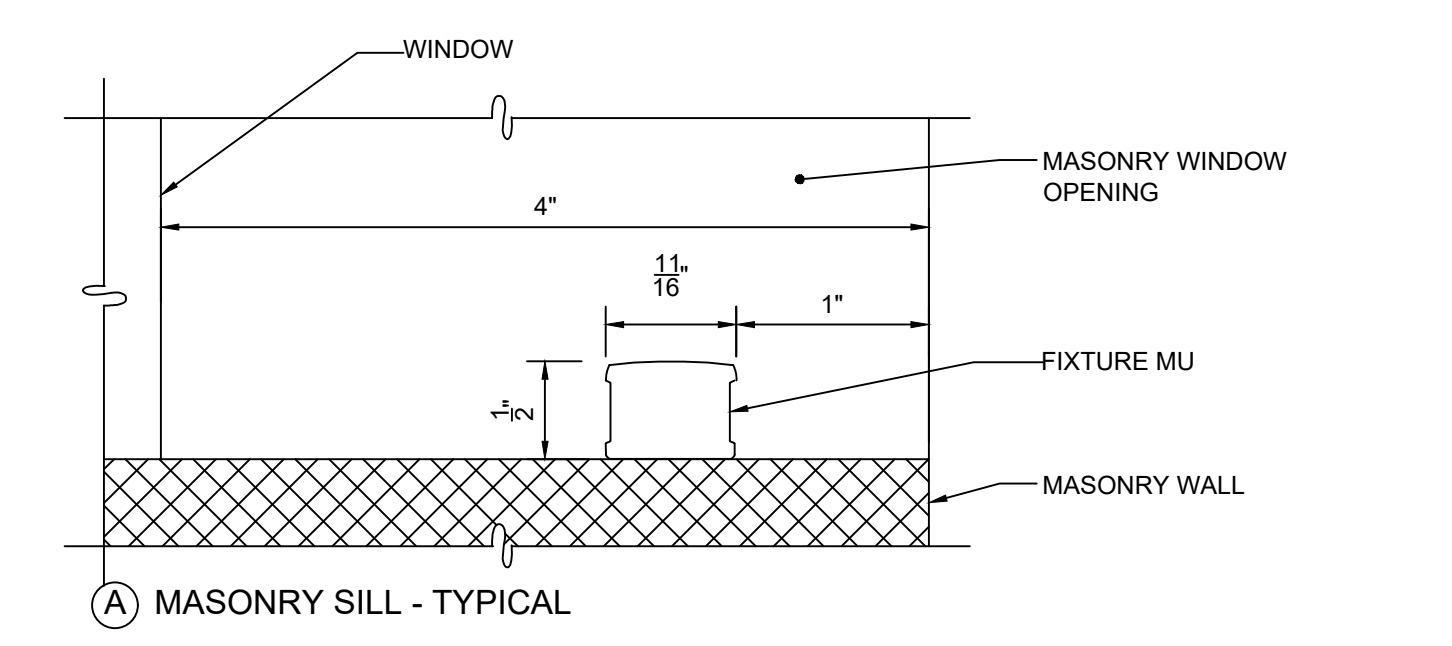 WINDOW
MASONRY WINDOW
OPENING
4"
11/16"
1"
FIXTURE MU
1/2"
MASONRY WALL
A MASONRY SILL - TYPICAL